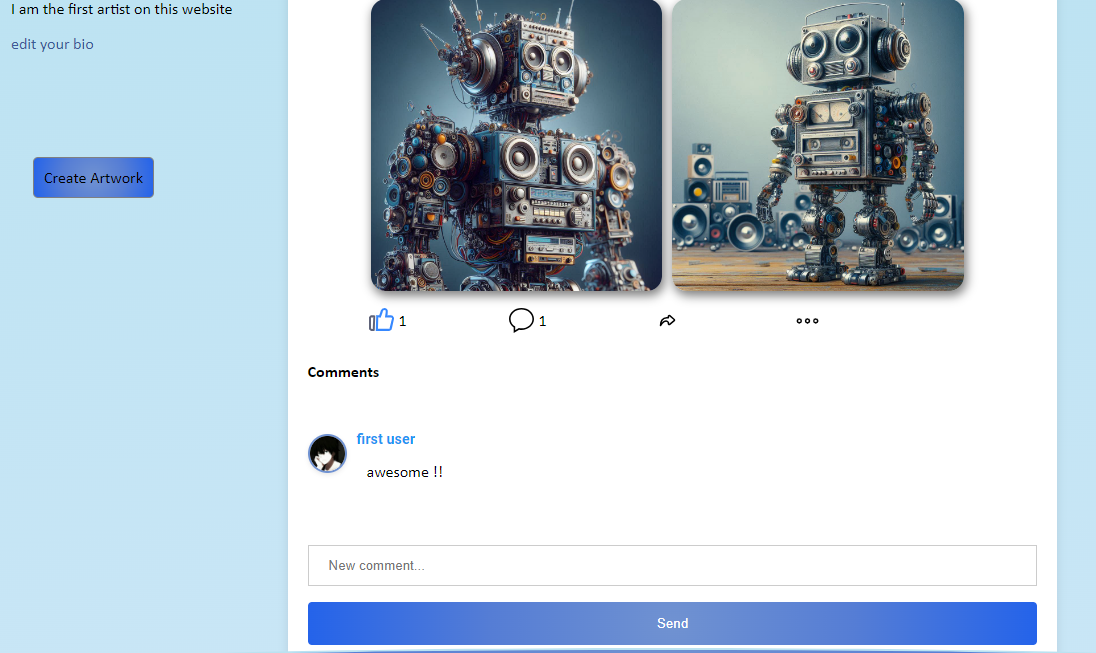 I am the first artist on this website
edit your bio
Create Artwork
1
1
Comments
first user
awesome !!
New comment...
Send